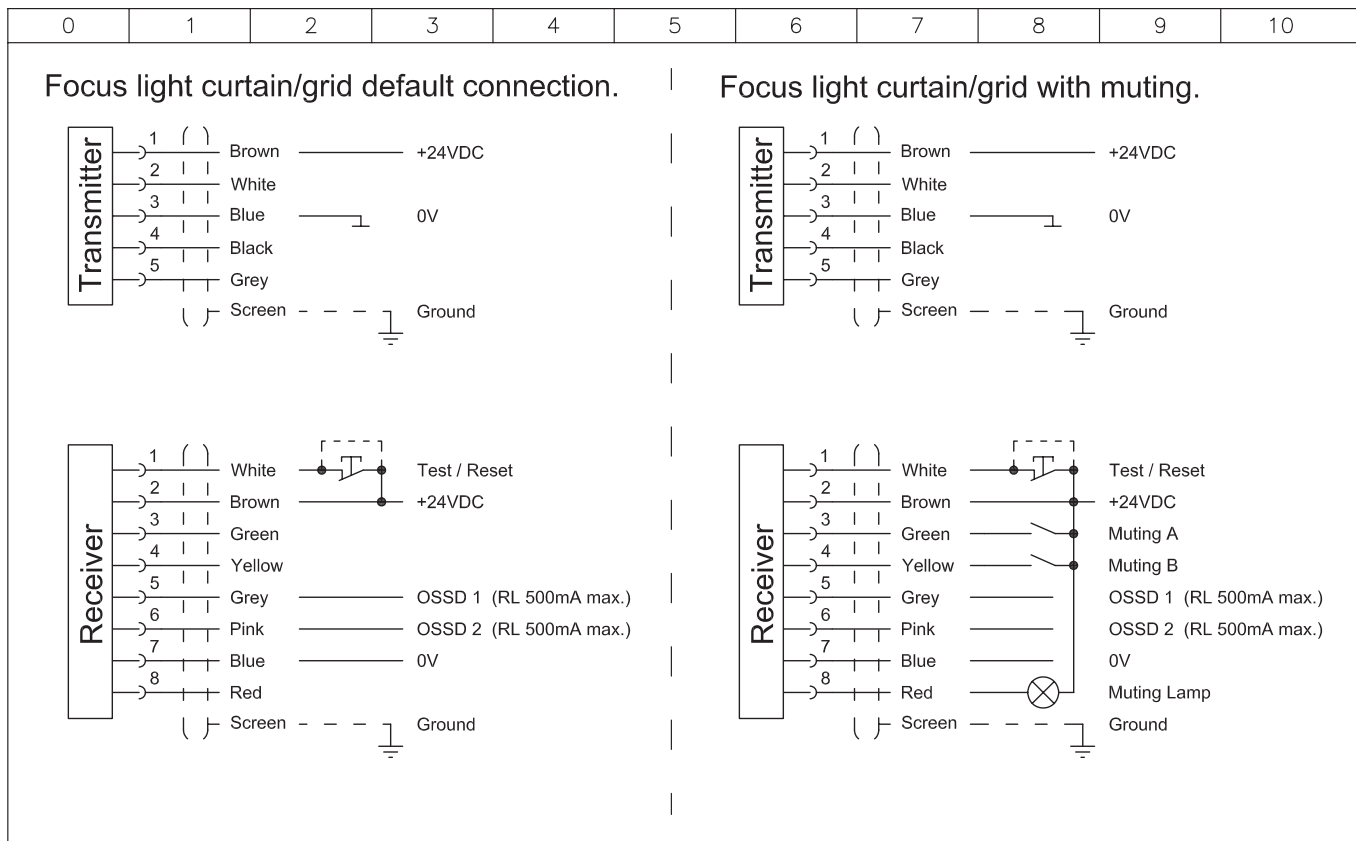 0 1 2 3 4 5 6 7 8 9 10
Focus light curtain/grid default connection.
Transmitter
1 Brown +24VDC
2 White
3 Blue 0V
4 Black
5 Grey
Screen Ground
Receiver
1 White Test / Reset
2 Brown +24VDC
3 Green
4 Yellow
5 Grey OSSD 1 (RL 500mA max.)
6 Pink OSSD 2 (RL 500mA max.)
7 Blue 0V
8 Red
Screen Ground
Focus light curtain/grid with muting.
Transmitter
1 Brown +24VDC
2 White
3 Blue 0V
4 Black
5 Grey
Screen Ground
Receiver
1 White Test / Reset
2 Brown +24VDC
3 Green Muting A
4 Yellow Muting B
5 Grey OSSD 1 (RL 500mA max.)
6 Pink OSSD 2 (RL 500mA max.)
7 Blue 0V
8 Red Muting Lamp
Screen Ground